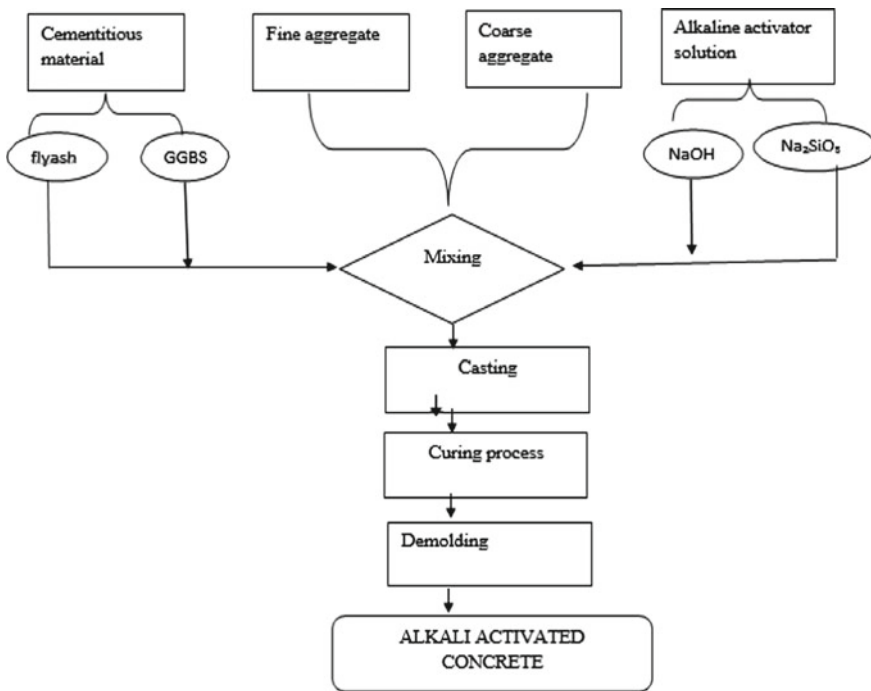 Cementitious
material
Fine aggregate
Coarse
aggregate
Alkaline activator
solution
flyash
GGBS
NaOH
Na₂SiO₅
Mixing
Casting
Curing process
Demolding
ALKALI ACTIVATED
CONCRETE